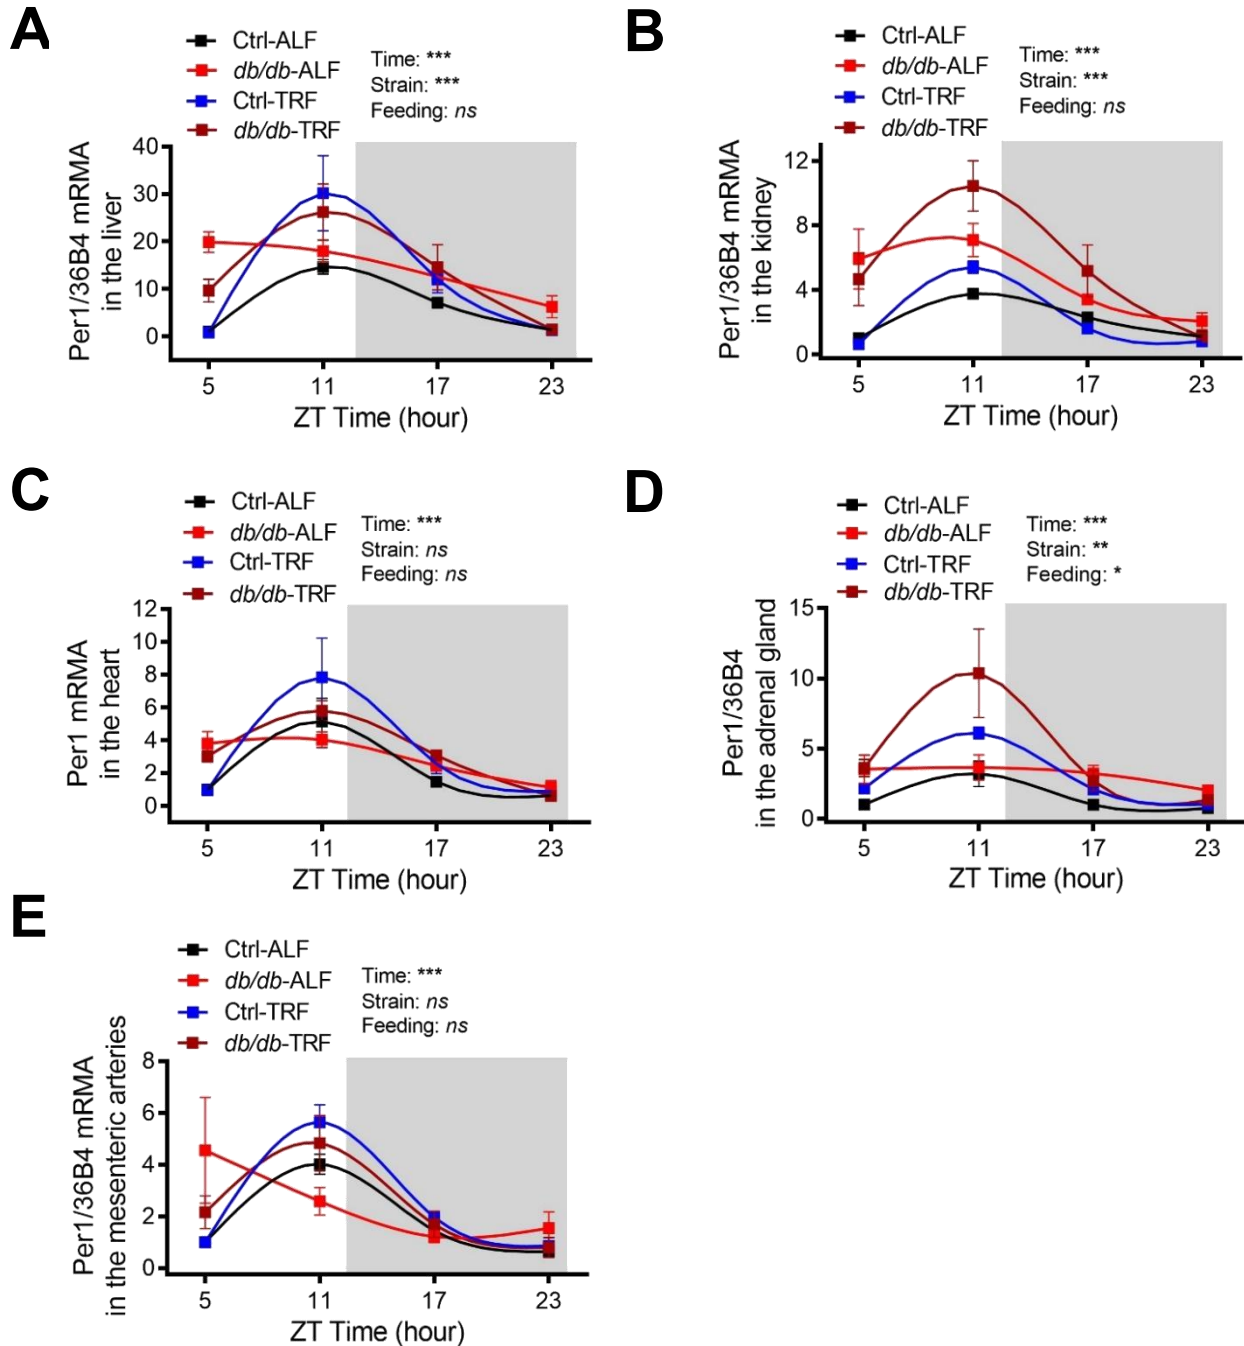 A
Ctrl-ALF
db/db-ALF
Ctrl-TRF
db/db-TRF
Time: ***
Strain: ***
Feeding: ns
Per1/36B4 mRMA
in the liver
40
30
20
10
0
5 11 17 23
ZT Time (hour)
B
Ctrl-ALF
db/db-ALF
Ctrl-TRF
db/db-TRF
Time: ***
Strain: ***
Feeding: ns
Per1/36B4 mRMA
in the kidney
12
8
4
0
5 11 17 23
ZT Time (hour)
C
Ctrl-ALF
db/db-ALF
Ctrl-TRF
db/db-TRF
Time: ***
Strain: ns
Feeding: ns
Per1 mRMA
in the heart
12
10
8
6
4
2
0
5 11 17 23
ZT Time (hour)
D
Ctrl-ALF
db/db-ALF
Ctrl-TRF
db/db-TRF
Time: ***
Strain: **
Feeding: *
Per1/36B4
in the adrenal gland
15
10
5
0
5 11 17 23
ZT Time (hour)
E
Ctrl-ALF
db/db-ALF
Ctrl-TRF
db/db-TRF
Time: ***
Strain: ns
Feeding: ns
Per1/36B4 mRMA
in the mesenteric arteries
8
6
4
2
0
5 11 17 23
ZT Time (hour)